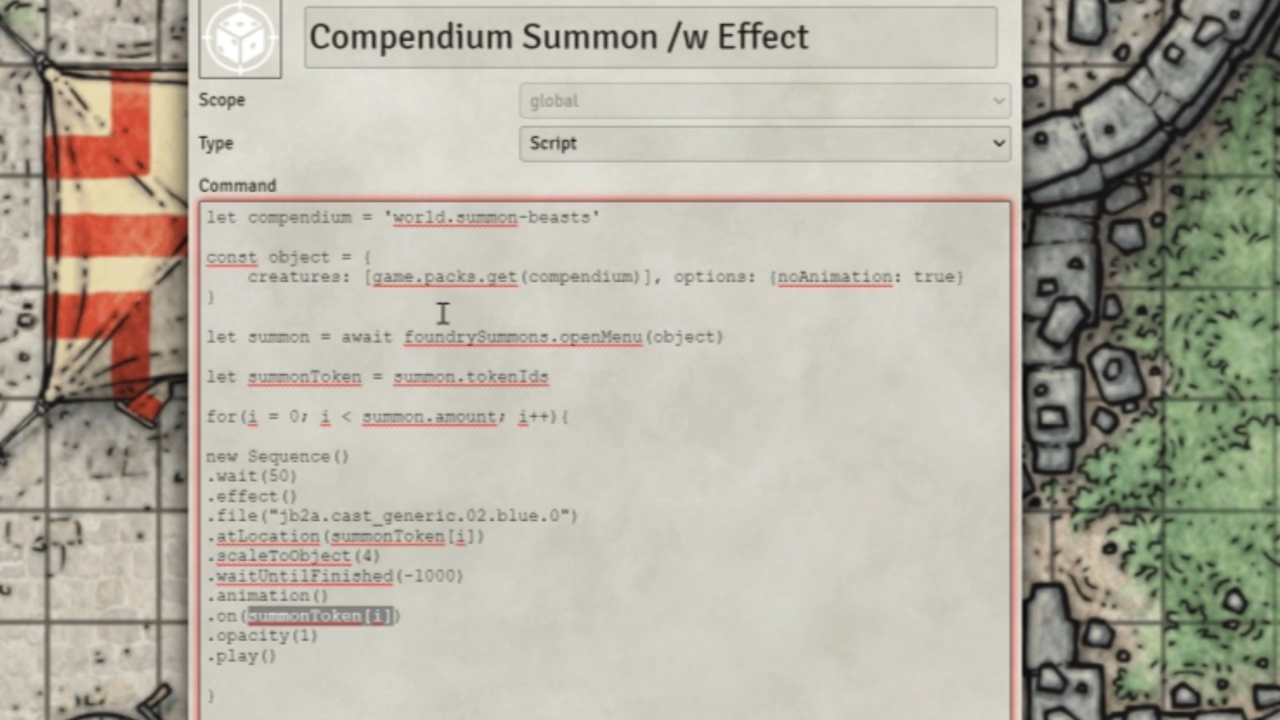 Compendium Summon /w Effect
Scope
global
Type
Script
Command
let compendium = 'world.summon-beasts'
const object = {
creatures: [game.packs.get(compendium)], options: {noAnimation: true}
}
let summon = await foundrySummons.openMenu(object)
let summonToken = summon.tokenIds
for(i = 0; i < summon.amount; i++){
new Sequence()
.wait(50)
.effect()
.file("jb2a.cast_generic.02.blue.0")
.atLocation(summonToken[i])
.scaleToObject(4)
.waitUntilFinished(-1000)
.animation()
.on(summonToken[i])
.opacity(1)
.play()
}